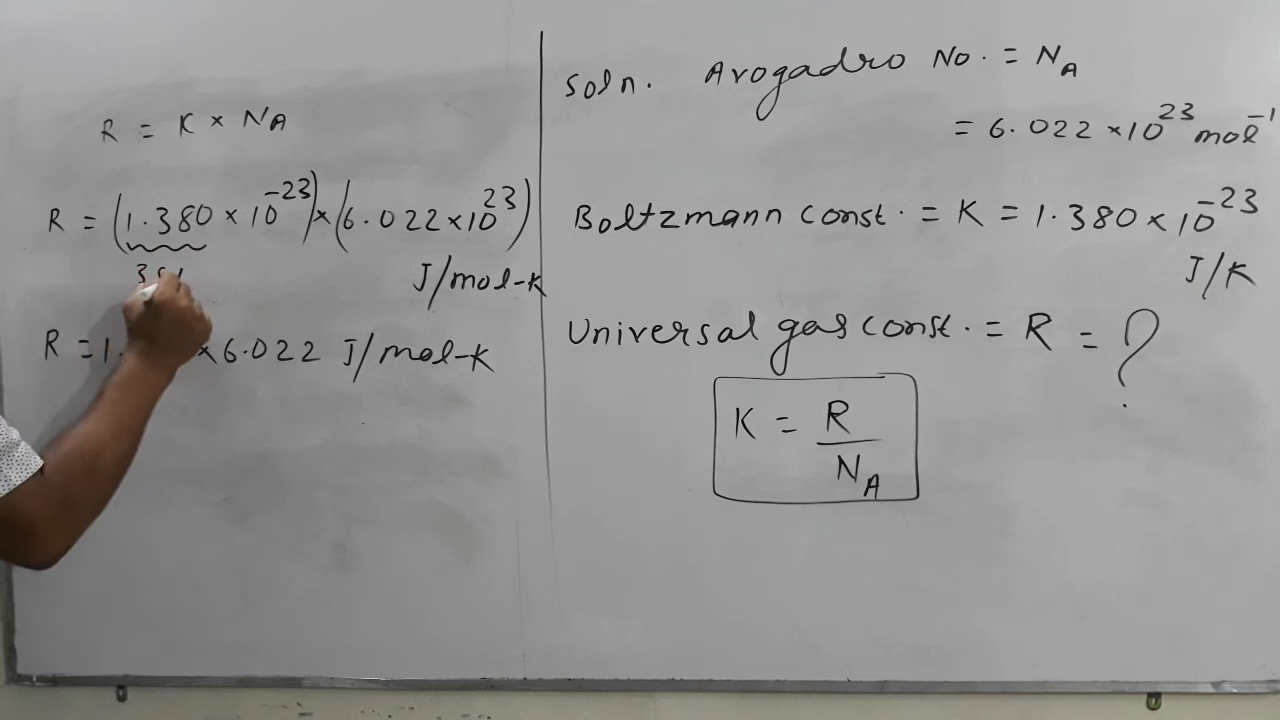 R = K × N_A
R = (1.380 × 10^-23) × (6.022 × 10^23)
J/mol-K
R = 1. × 6.022 J/mol-K
Soln. Avogadro No. = N_A
= 6.022 × 10^23 mol^-1
Boltzmann const. = K = 1.380 × 10^-23
J/K
Universal gas const. = R = ?
K = R / N_A